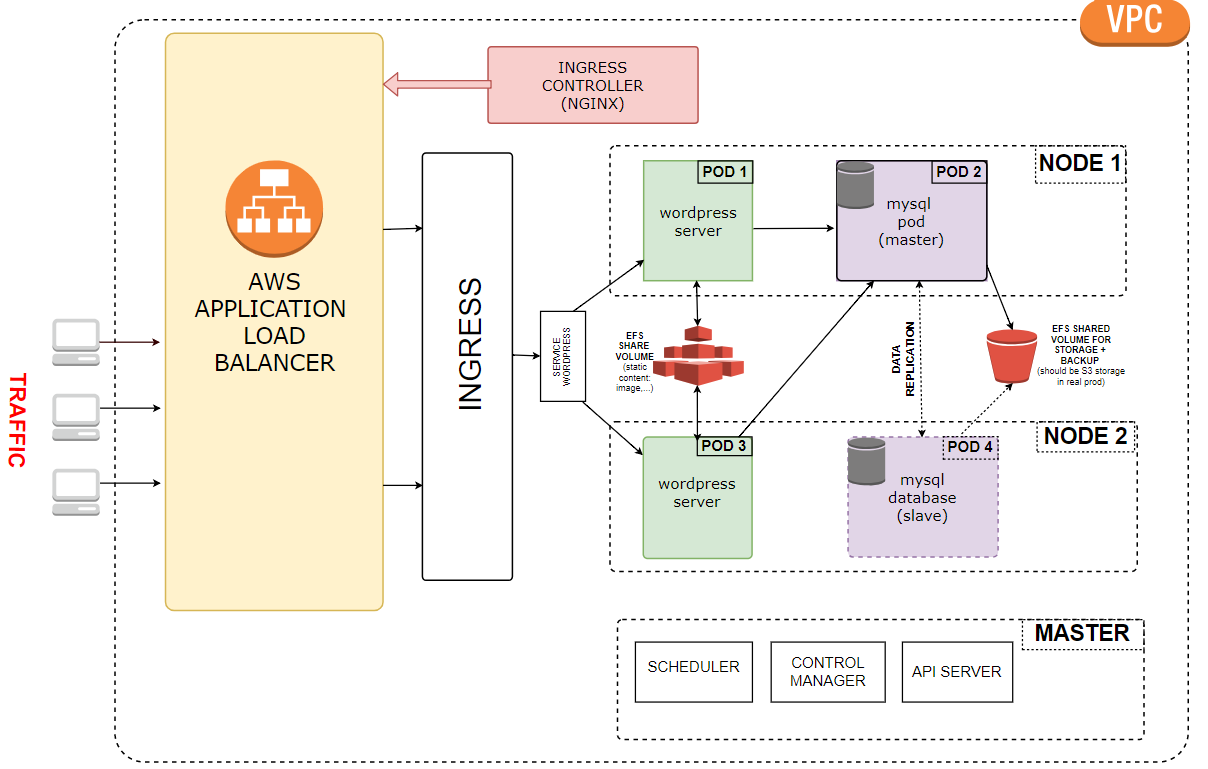 VPC
INGRESS
CONTROLLER
(NGINX)
AWS
APPLICATION
LOAD
BALANCER
TRAFFIC
INGRESS
SERVICE
WORDPRESS
NODE 1
POD 1
wordpress
server
POD 2
mysql
pod
(master)
EFS
SHARE
VOLUME
(static
content:
image,...)
DATA
REPLICATION
EFS SHARED
VOLUME FOR
STORAGE +
BACKUP
(should be S3 storage
in real prod)
NODE 2
POD 3
wordpress
server
POD 4
mysql
database
(slave)
MASTER
SCHEDULER
CONTROL
MANAGER
API SERVER